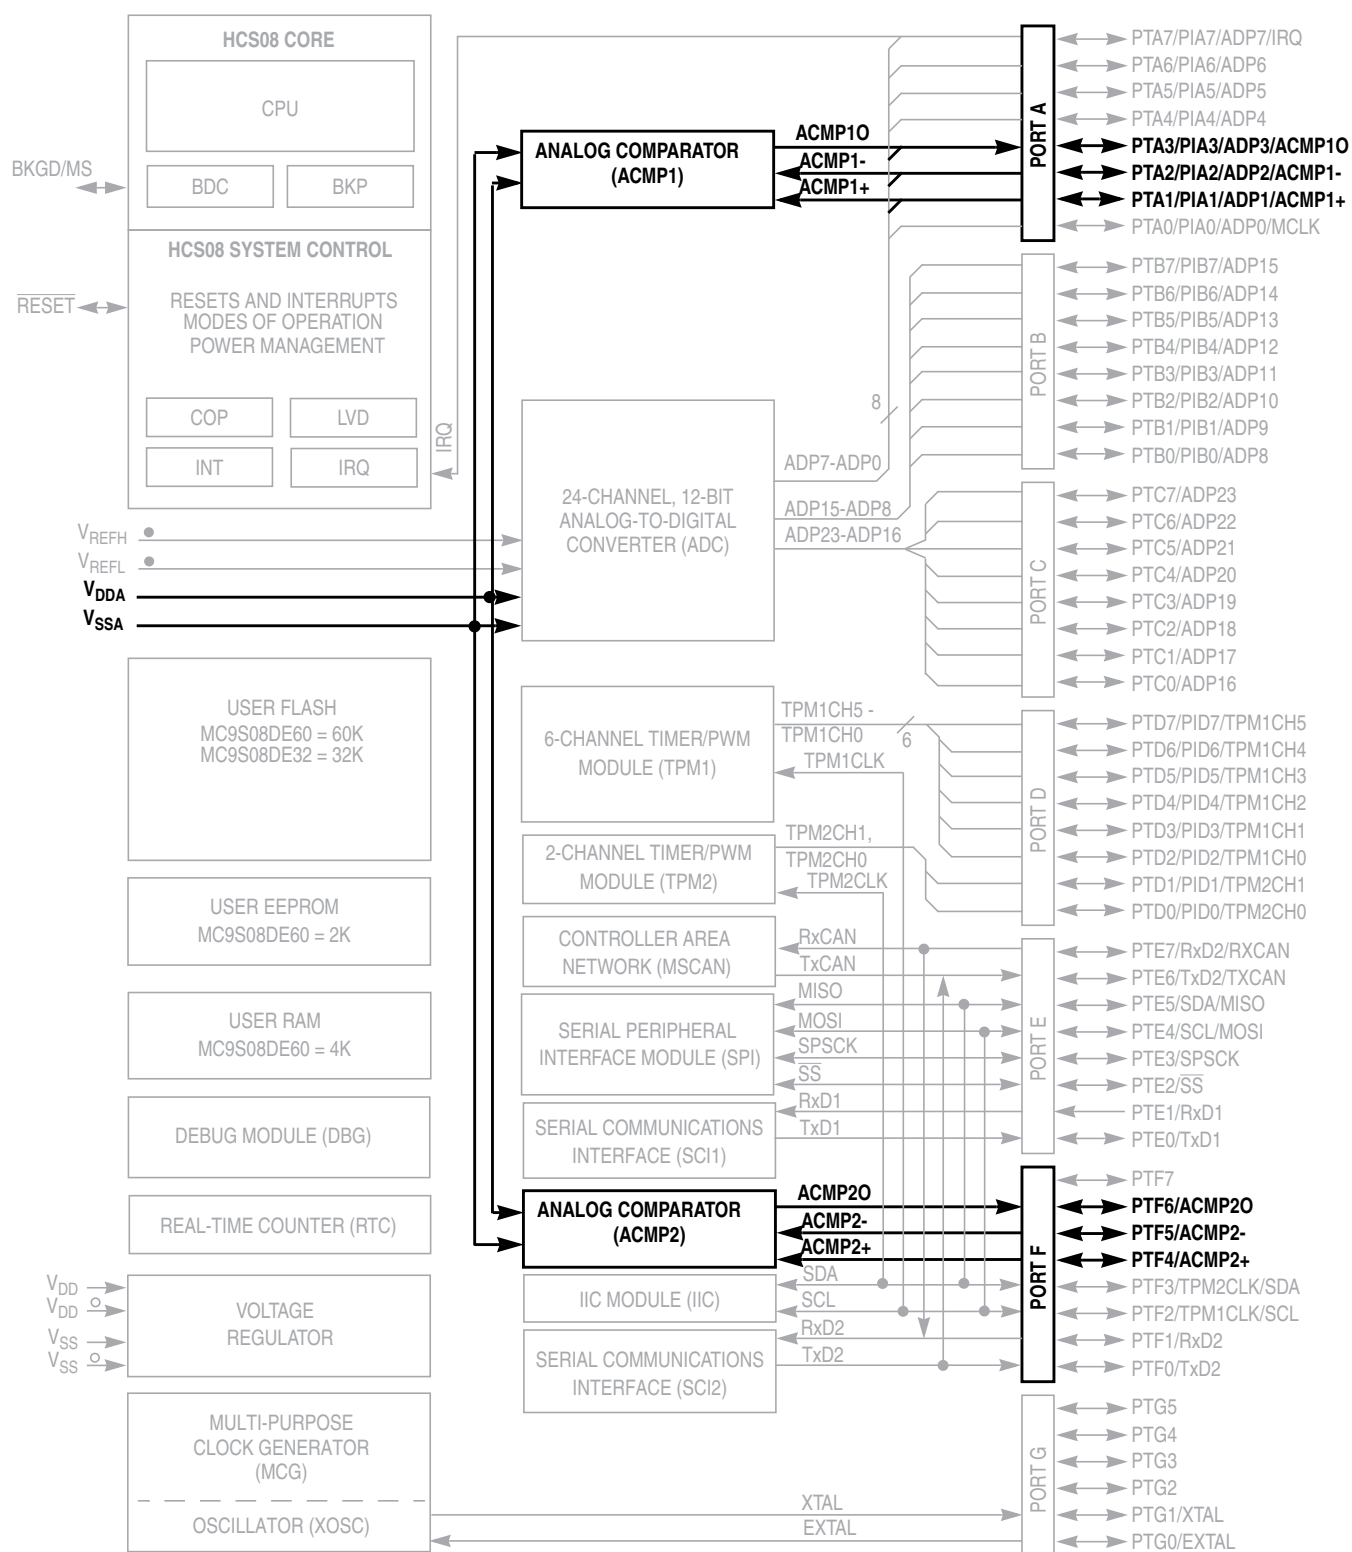 HCS08 CORE
CPU
BDC
BKP
BKGD/MS
HCS08 SYSTEM CONTROL
RESETS AND INTERRUPTS
MODES OF OPERATION
POWER MANAGEMENT
RESET
COP
LVD
INT
IRQ
IRQ
VREFH
VREFL
VDDA
VSSA
USER FLASH
MC9S08DE60 = 60K
MC9S08DE32 = 32K
USER EEPROM
MC9S08DE60 = 2K
USER RAM
MC9S08DE60 = 4K
DEBUG MODULE (DBG)
REAL-TIME COUNTER (RTC)
VDD
VDD
VSS
VSS
VOLTAGE
REGULATOR
MULTI-PURPOSE
CLOCK GENERATOR
(MCG)
OSCILLATOR (XOSC)
ANALOG COMPARATOR
(ACMP1)
ACMP1O
ACMP1-
ACMP1+
24-CHANNEL, 12-BIT
ANALOG-TO-DIGITAL
CONVERTER (ADC)
8
ADP7-ADP0
ADP15-ADP8
ADP23-ADP16
6-CHANNEL TIMER/PWM
MODULE (TPM1)
TPM1CH5 -
TPM1CH0
6
TPM1CLK
2-CHANNEL TIMER/PWM
MODULE (TPM2)
TPM2CH1,
TPM2CH0
TPM2CLK
CONTROLLER AREA
NETWORK (MSCAN)
RxCAN
TxCAN
SERIAL PERIPHERAL
INTERFACE MODULE (SPI)
MISO
MOSI
SPSCK
SS
SERIAL COMMUNICATIONS
INTERFACE (SCI1)
RxD1
TxD1
ANALOG COMPARATOR
(ACMP2)
ACMP2O
ACMP2-
ACMP2+
IIC MODULE (IIC)
SDA
SCL
SERIAL COMMUNICATIONS
INTERFACE (SCI2)
RxD2
TxD2
XTAL
EXTAL
PORT A
PTA7/PIA7/ADP7/IRQ
PTA6/PIA6/ADP6
PTA5/PIA5/ADP5
PTA4/PIA4/ADP4
PTA3/PIA3/ADP3/ACMP1O
PTA2/PIA2/ADP2/ACMP1-
PTA1/PIA1/ADP1/ACMP1+
PTA0/PIA0/ADP0/MCLK
PORT B
PTB7/PIB7/ADP15
PTB6/PIB6/ADP14
PTB5/PIB5/ADP13
PTB4/PIB4/ADP12
PTB3/PIB3/ADP11
PTB2/PIB2/ADP10
PTB1/PIB1/ADP9
PTB0/PIB0/ADP8
PORT C
PTC7/ADP23
PTC6/ADP22
PTC5/ADP21
PTC4/ADP20
PTC3/ADP19
PTC2/ADP18
PTC1/ADP17
PTC0/ADP16
PORT D
PTD7/PID7/TPM1CH5
PTD6/PID6/TPM1CH4
PTD5/PID5/TPM1CH3
PTD4/PID4/TPM1CH2
PTD3/PID3/TPM1CH1
PTD2/PID2/TPM1CH0
PTD1/PID1/TPM2CH1
PTD0/PID0/TPM2CH0
PORT E
PTE7/RxD2/RXCAN
PTE6/TxD2/TXCAN
PTE5/SDA/MISO
PTE4/SCL/MOSI
PTE3/SPSCK
PTE2/SS
PTE1/RxD1
PTE0/TxD1
PORT F
PTF7
PTF6/ACMP2O
PTF5/ACMP2-
PTF4/ACMP2+
PTF3/TPM2CLK/SDA
PTF2/TPM1CLK/SCL
PTF1/RxD2
PTF0/TxD2
PORT G
PTG5
PTG4
PTG3
PTG2
PTG1/XTAL
PTG0/EXTAL